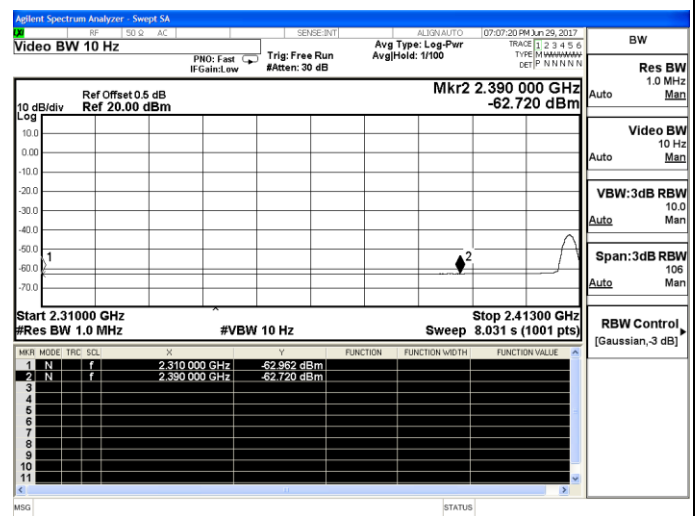 Agilent Spectrum Analyzer - Swept SA
RF 50 Ω AC SENSE:INT ALIGN AUTO 07:07:20 PM Jun 29, 2017
Video BW 10 Hz
PNO: Fast
IFGain:Low
Trig: Free Run
#Atten: 30 dB
Avg Type: Log-Pwr
Avg|Hold: 1/100
TRACE 1 2 3 4 5 6
TYPE M
DET P N N N N N
Ref Offset 0.5 dB
10 dB/div Ref 20.00 dBm
Mkr2 2.390 000 GHz
-62.720 dBm
Log
10.0
0.00
-10.0
-20.0
-30.0
-40.0
-50.0
-60.0
-70.0
1
2
Start 2.31000 GHz Stop 2.41300 GHz
#Res BW 1.0 MHz #VBW 10 Hz Sweep 8.031 s (1001 pts)
MKR MODE TRC SCL X Y FUNCTION FUNCTION WIDTH FUNCTION VALUE
1 N f 2.310 000 GHz -62.962 dBm
2 N f 2.390 000 GHz -62.720 dBm
3
4
5
6
7
8
9
10
11
MSG STATUS
BW
Res BW
1.0 MHz
Auto Man
Video BW
10 Hz
Auto Man
VBW:3dB RBW
10.0
Auto Man
Span:3dB RBW
106
Auto Man
RBW Control
[Gaussian,-3 dB]